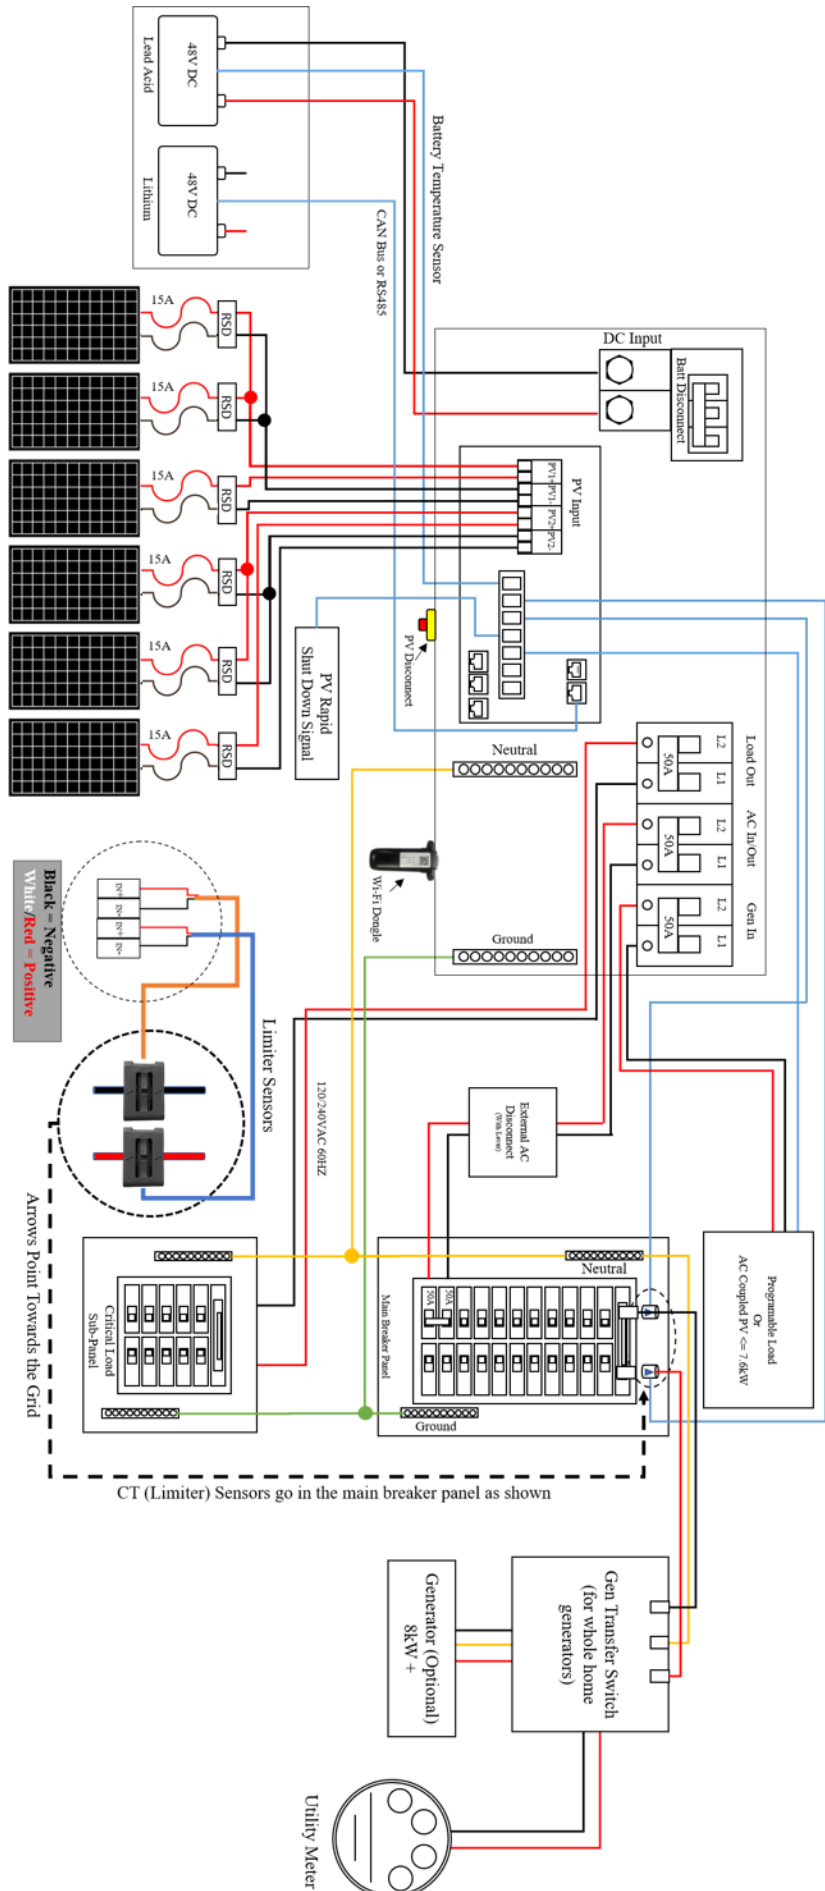 48V DC
Lead Acid
48V DC
Lithium
Battery Temperature Sensor
CAN Bus or RS485
DC Input
Batt Disconnect
15A
RSD
15A
RSD
15A
RSD
15A
RSD
15A
RSD
15A
RSD
PV1+
PV1-
PV2+
PV2-
PV Input
PV Disconnect
PV Rapid
Shut Down Signal
Neutral
Wi-Fi Dongle
Ground
Load Out
L2
L1
50A
AC In/Out
L2
L1
50A
Gen In
L2
L1
50A
IN+
IN-
IN+
IN-
Black = Negative
White/Red = Positive
Limiter Sensors
120/240VAC 60HZ
External AC
Disconnect
(With Lever)
Arrows Point Towards the Grid
Critical Load
Sub-Panel
Main Breaker Panel
50A
50A
Neutral
Ground
Programable Load
Or
AC Coupled PV <= 7.6kW
CT (Limiter) Sensors go in the main breaker panel as shown
Generator (Optional)
8kW +
Gen Transfer Switch
(for whole home
generators)
Utility Meter